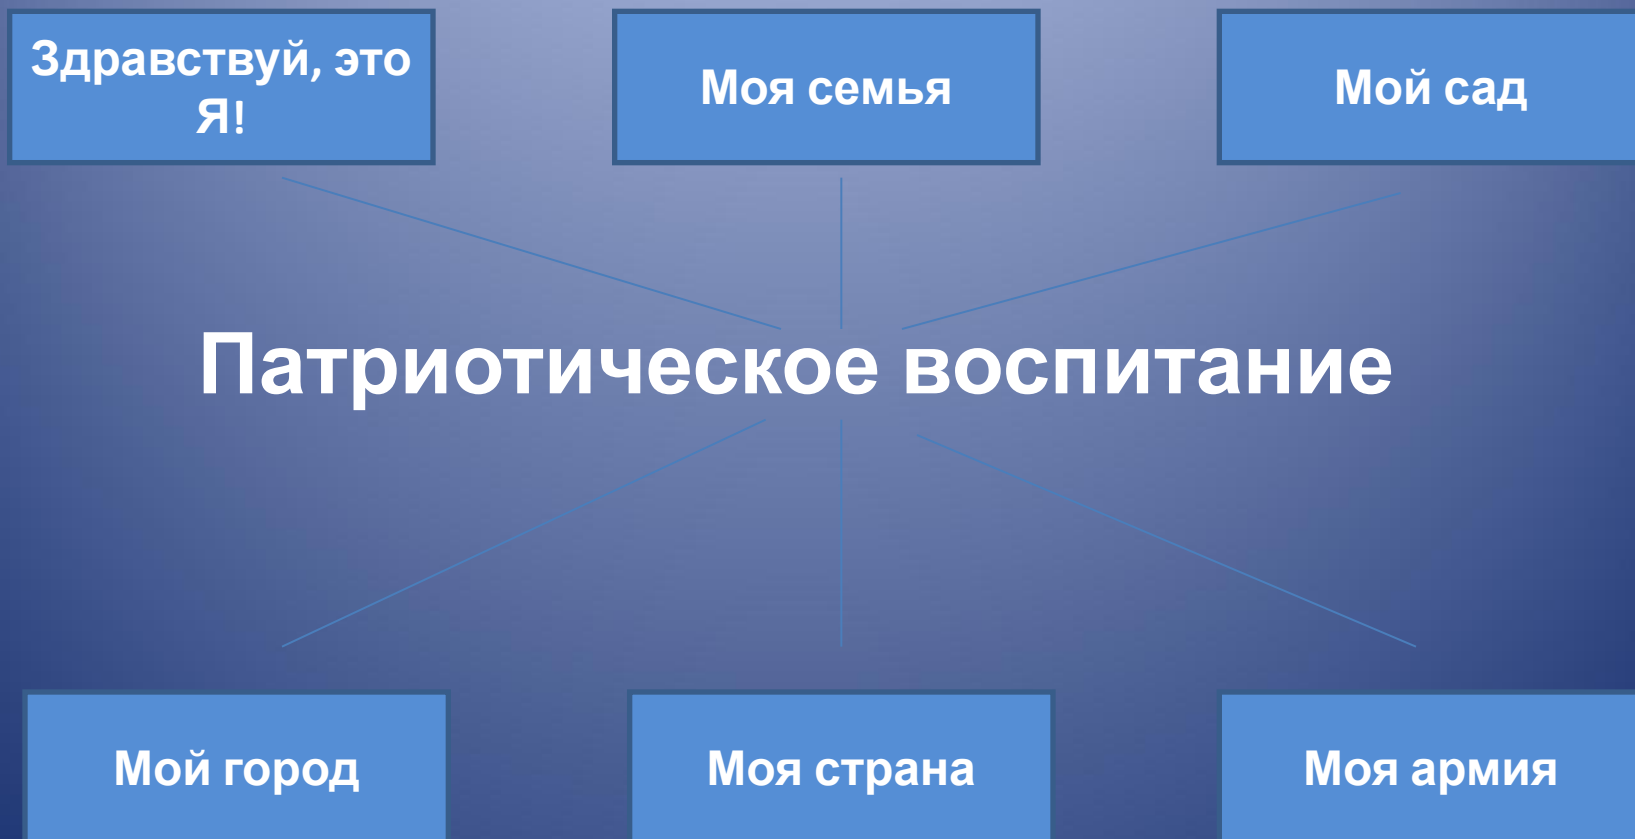 Здравствуй, это
Я!
Моя семья
Мой сад
Патриотическое воспитание
Мой город
Моя страна
Моя армия